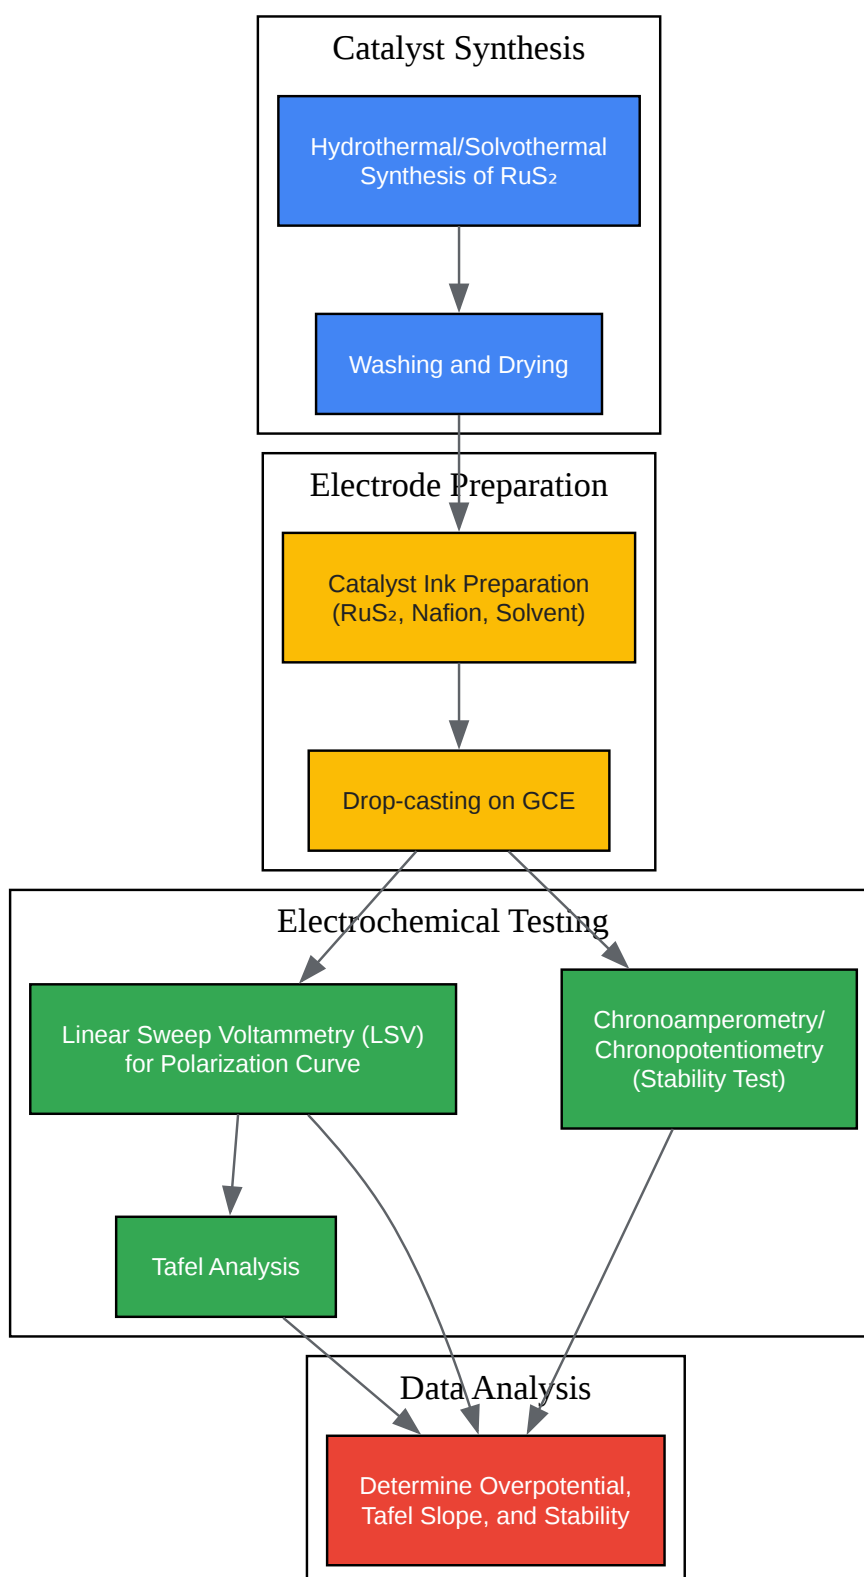 Catalyst Synthesis
Hydrothermal/Solvothermal
Synthesis of RuS₂
Washing and Drying
Electrode Preparation
Catalyst Ink Preparation
(RuS₂, Nafion, Solvent)
Drop-casting on GCE
Electrochemical Testing
Linear Sweep Voltammetry (LSV)
for Polarization Curve
Chronoamperometry/
Chronopotentiometry
(Stability Test)
Tafel Analysis
Data Analysis
Determine Overpotential,
Tafel Slope, and Stability